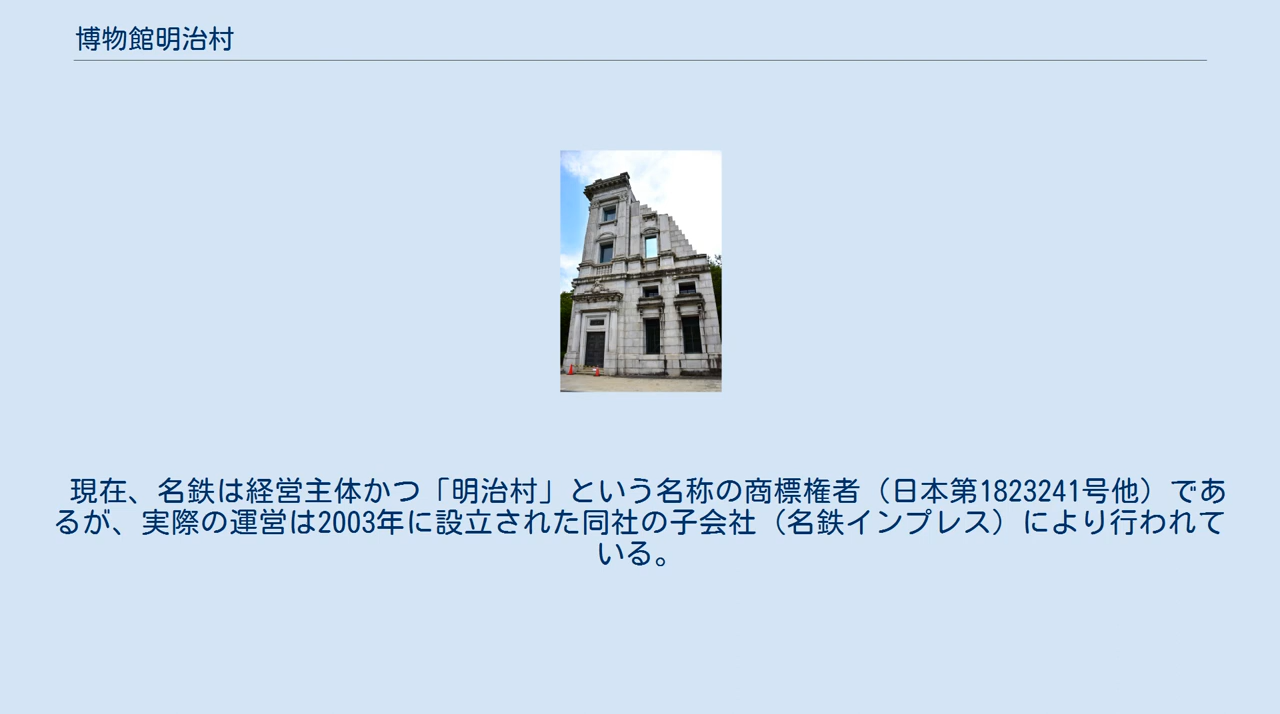 博物館明治村
現在、名鉄は経営主体かつ「明治村」という名称の商標権者（日本第1823241号他）であ
るが、実際の運営は2003年に設立された同社の子会社（名鉄インプレス）により行われて
いる。